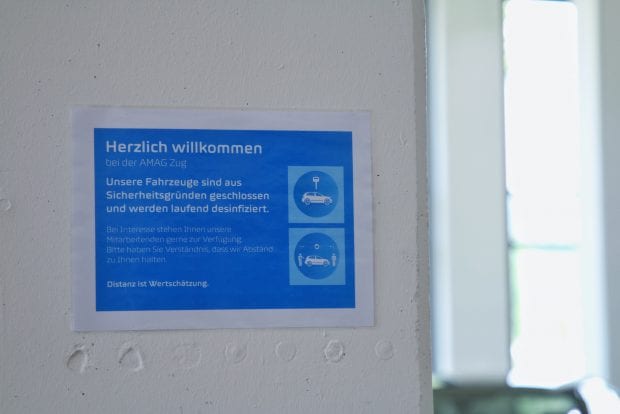 Herzlich willkommen
bei der AMAG Zug
Unsere Fahrzeuge sind aus
Sicherheitsgründen geschlossen
und werden laufend desinfiziert.
Bei Interesse stehen Ihnen unsere
Mitarbeitenden gerne zur Verfügung.
Bitte haben Sie Verständnis, dass wir Abstand
zu Ihnen halten.
Distanz ist Wertschätzung.